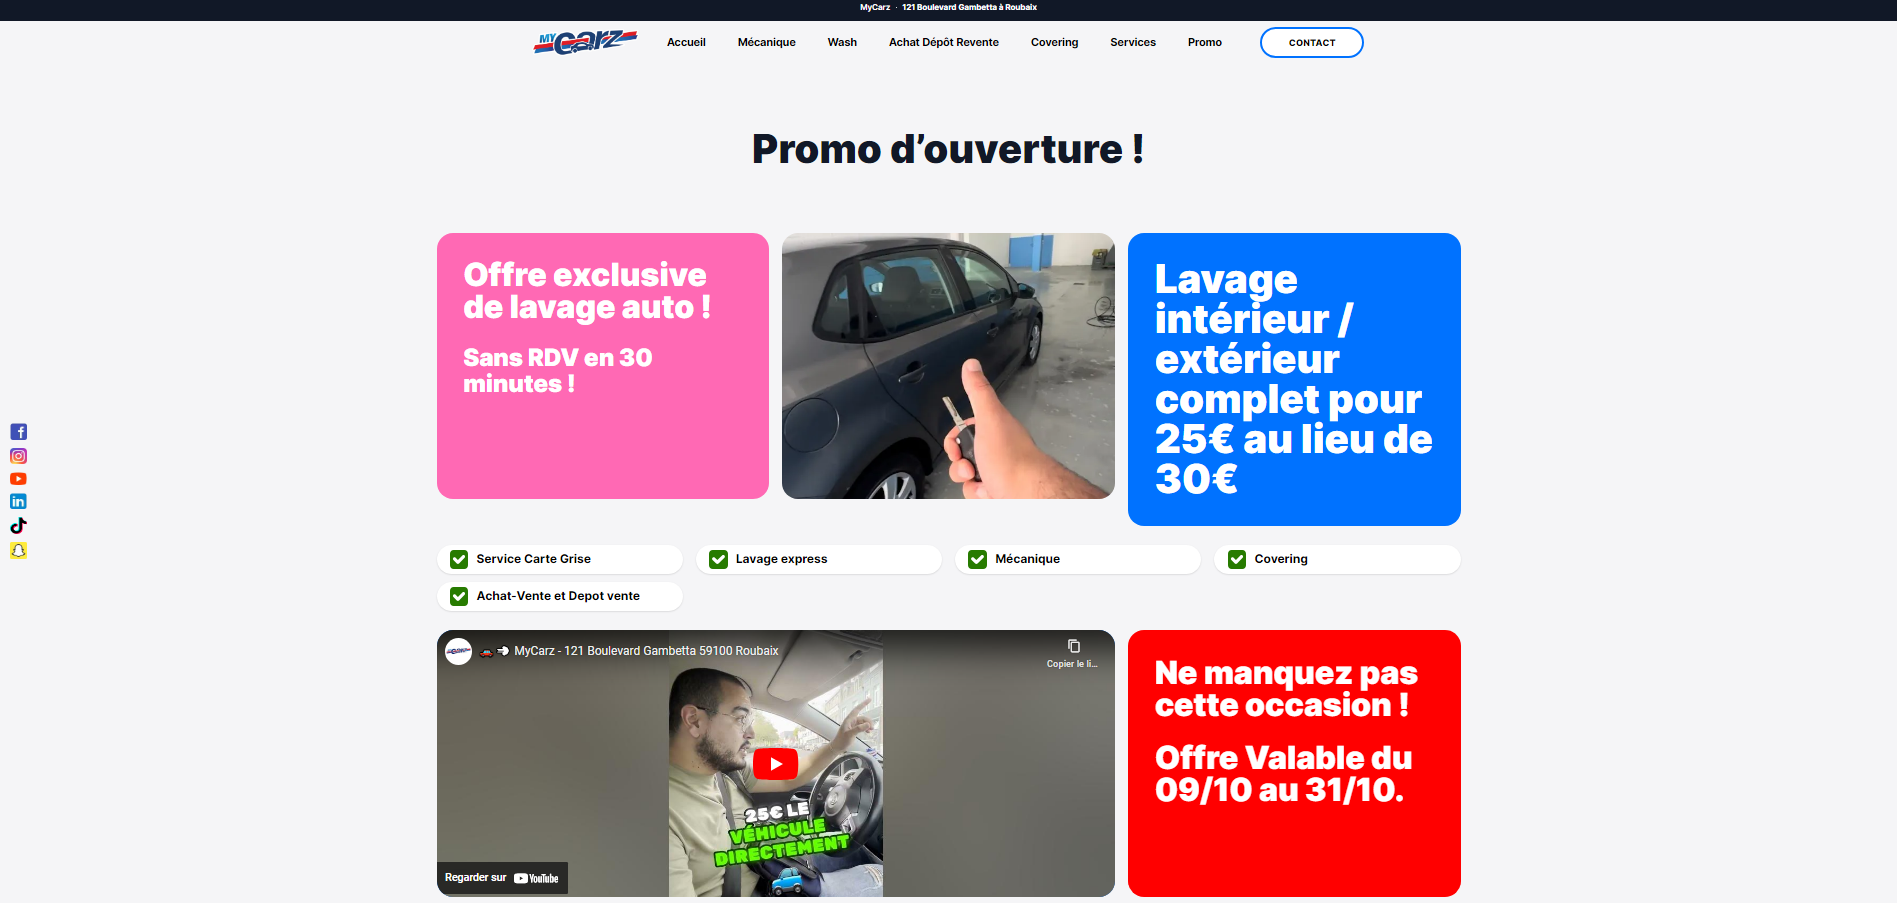 MyCarz · 121 Boulevard Gambetta à Roubaix
MY carz
Accueil Mécanique Wash Achat Dépôt Revente Covering Services Promo CONTACT
Promo d’ouverture !
Offre exclusive
de lavage auto !
Sans RDV en 30
minutes !
Lavage
intérieur /
extérieur
complet pour
25€ au lieu de
30€
Service Carte Grise
Lavage express
Mécanique
Covering
Achat-Vente et Depot vente
MyCarz - 121 Boulevard Gambetta 59100 Roubaix
Copier le li...
25€ LE
VÉHICULE
DIRECTEMENT
Regarder sur YouTube
Ne manquez pas
cette occasion !
Offre Valable du
09/10 au 31/10.